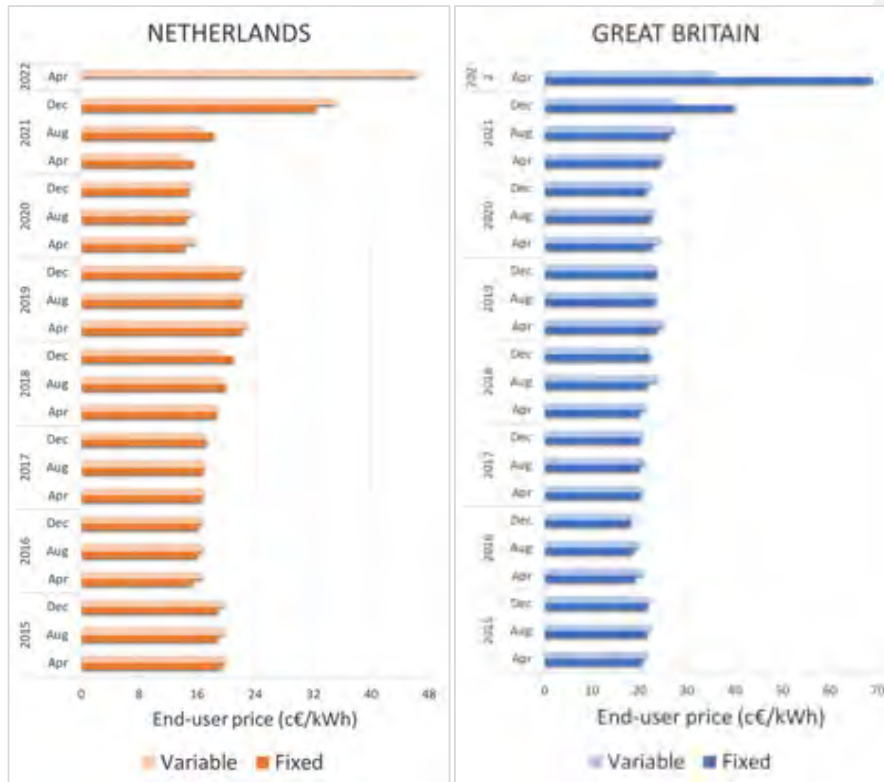 NETHERLANDS
2022
Apr
2021
Dec
Aug
Apr
2020
Dec
Aug
Apr
2019
Dec
Aug
Apr
2018
Dec
Aug
Apr
2017
Dec
Aug
Apr
2016
Dec
Aug
Apr
2015
Dec
Aug
Apr
0 8 16 24 32 40 48
End-user price (c€/kWh)
Variable Fixed
GREAT BRITAIN
202
2
Apr
2021
Dec
Aug
Apr
2020
Dec
Aug
Apr
2019
Dec
Aug
Apr
2018
Dec
Aug
Apr
2017
Dec
Aug
Apr
2016
Dec
Aug
Apr
2015
Dec
Aug
Apr
0 10 20 30 40 50 60 70
End-user price (c€/kWh)
Variable Fixed